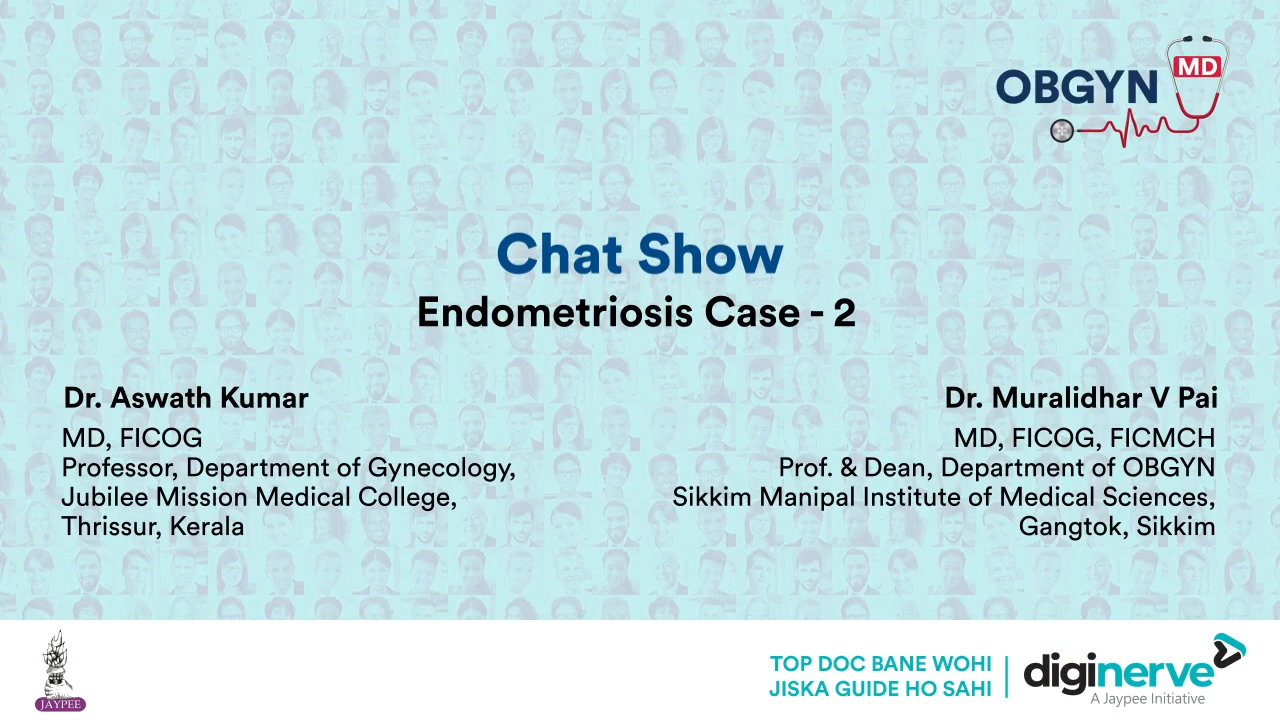 OBGYN MD
Chat Show
Endometriosis Case - 2
Dr. Aswath Kumar
MD, FICOG
Professor, Department of Gynecology,
Jubilee Mission Medical College,
Thrissur, Kerala
Dr. Muralidhar V Pai
MD, FICOG, FICMCH
Prof. & Dean, Department of OBGYN
Sikkim Manipal Institute of Medical Sciences,
Gangtok, Sikkim
JAYPEE
TOP DOC BANE WOHI
JISKA GUIDE HO SAHI
diginerve
A Jaypee Initiative